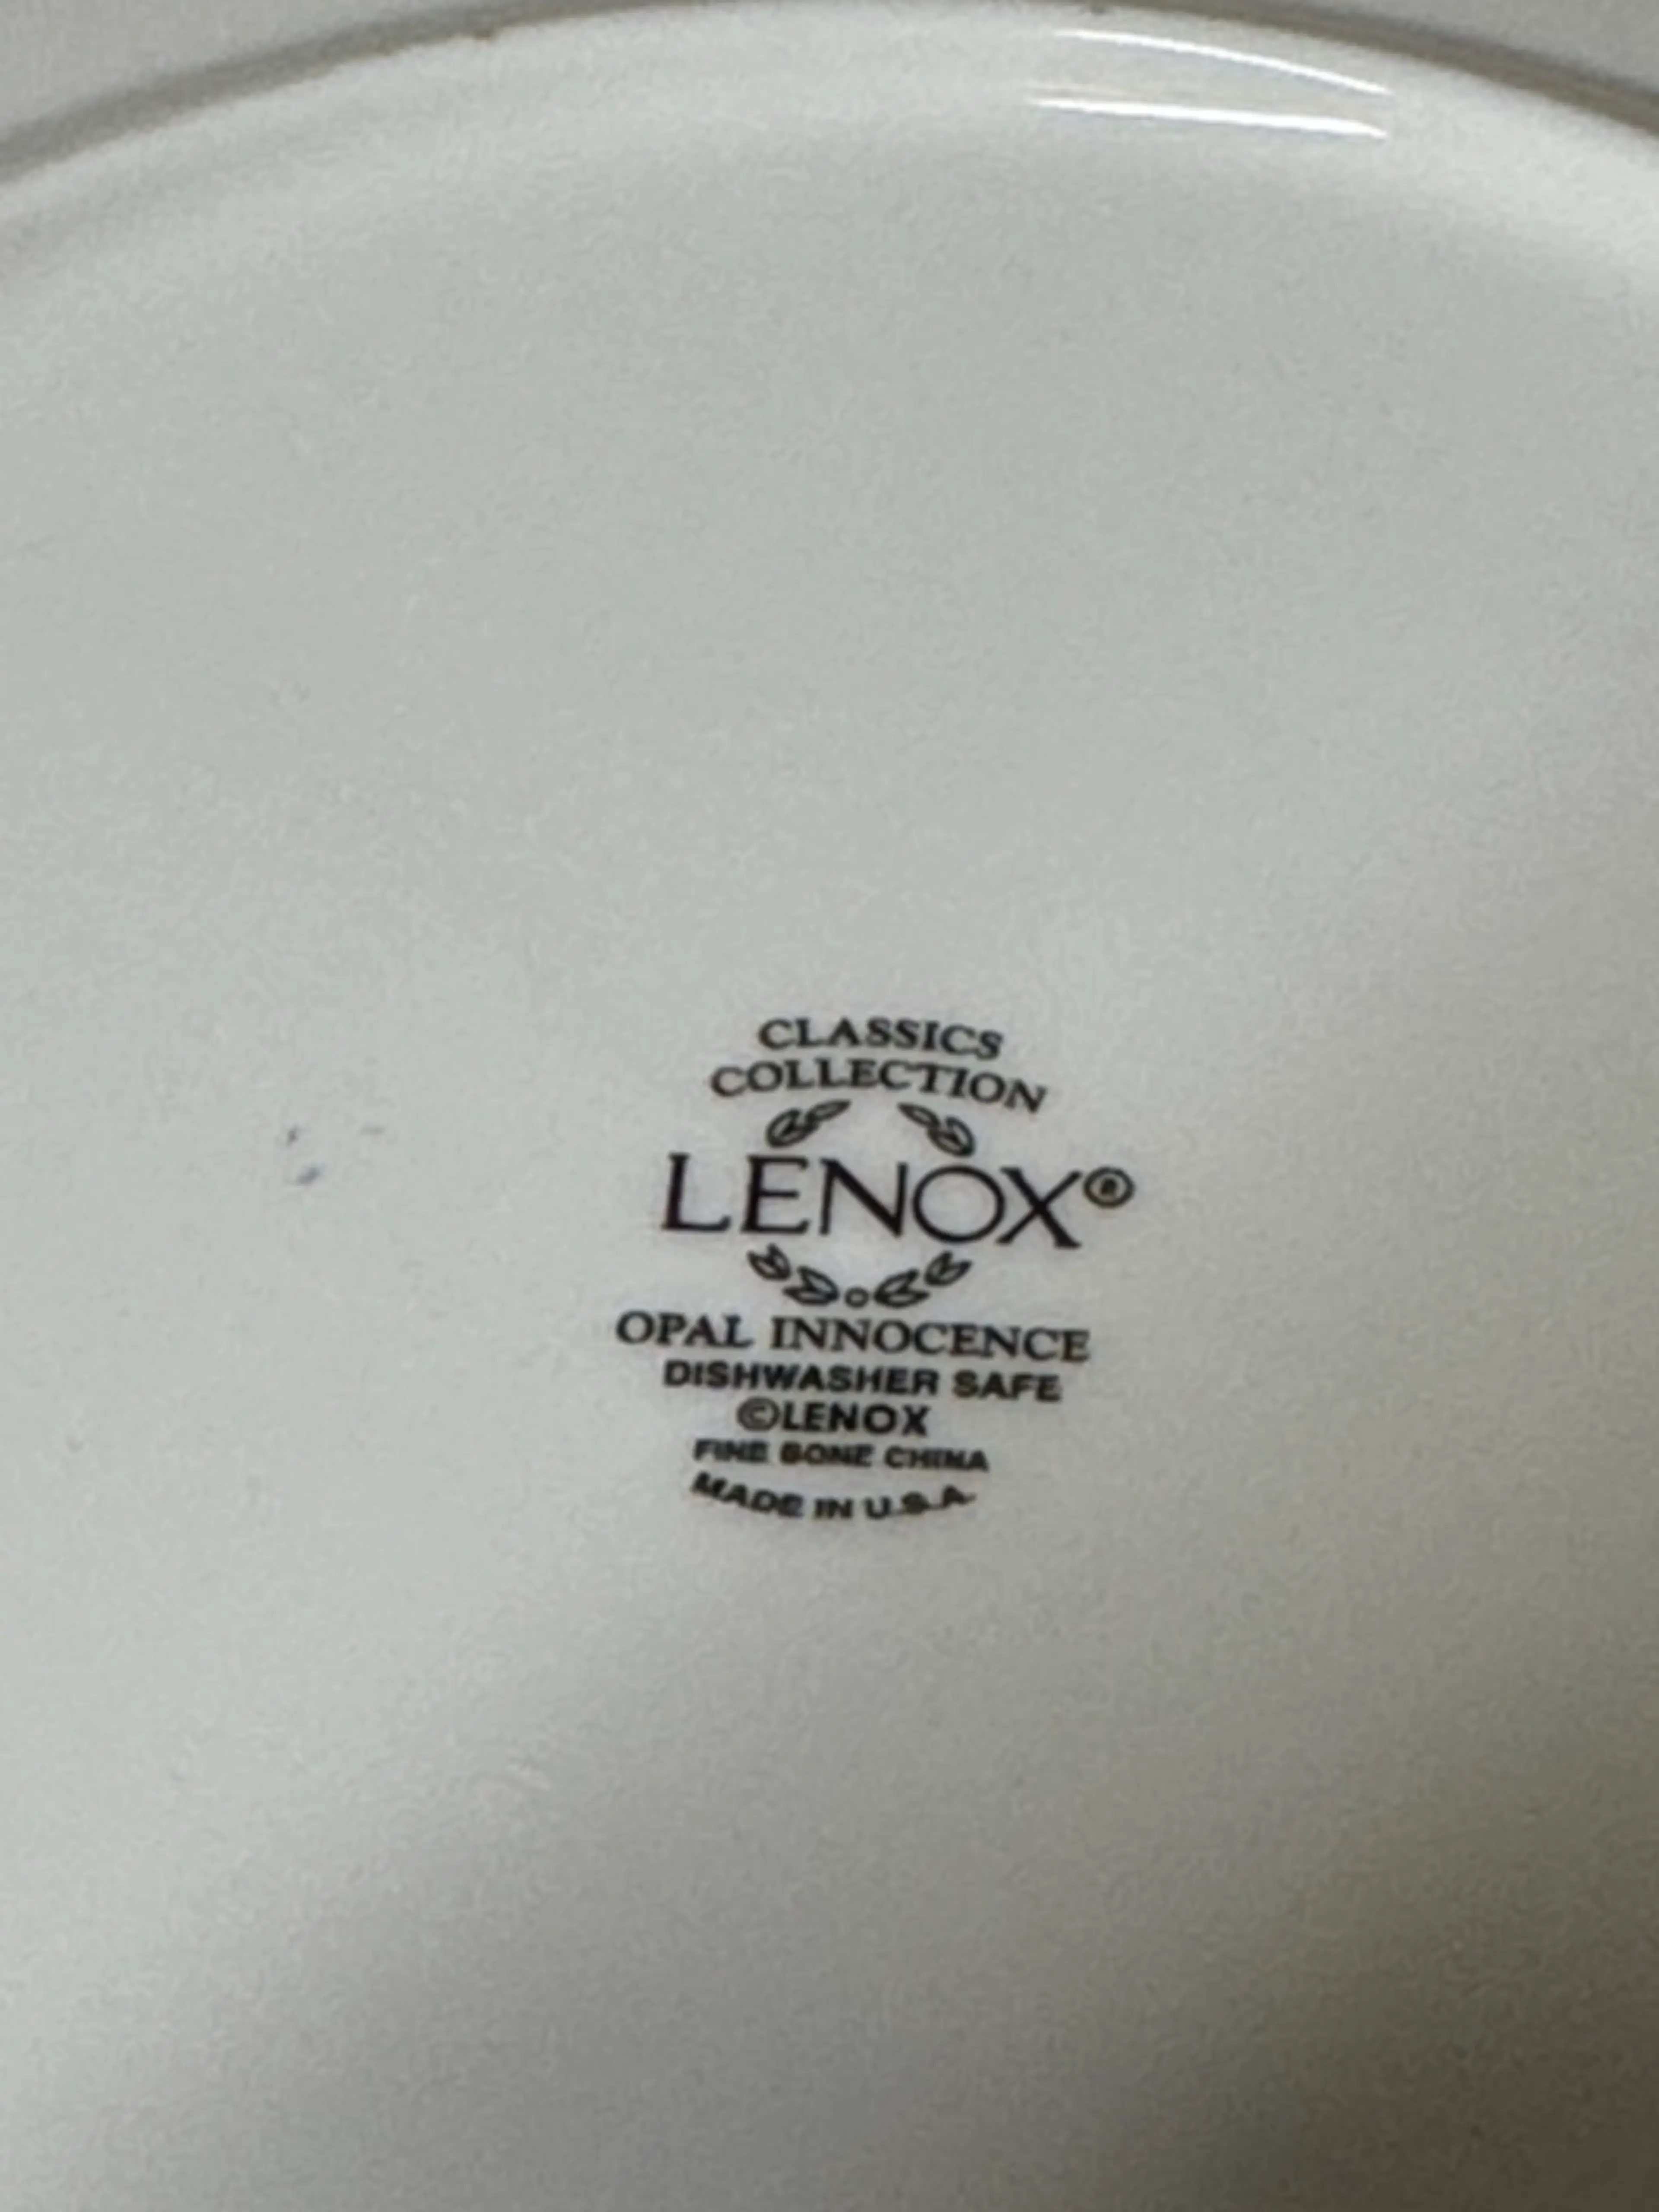 CLASSICS
COLLECTION
LENOX®
OPAL INNOCENCE
DISHWASHER SAFE
©LENOX
FINE BONE CHINA
MADE IN U.S.A.